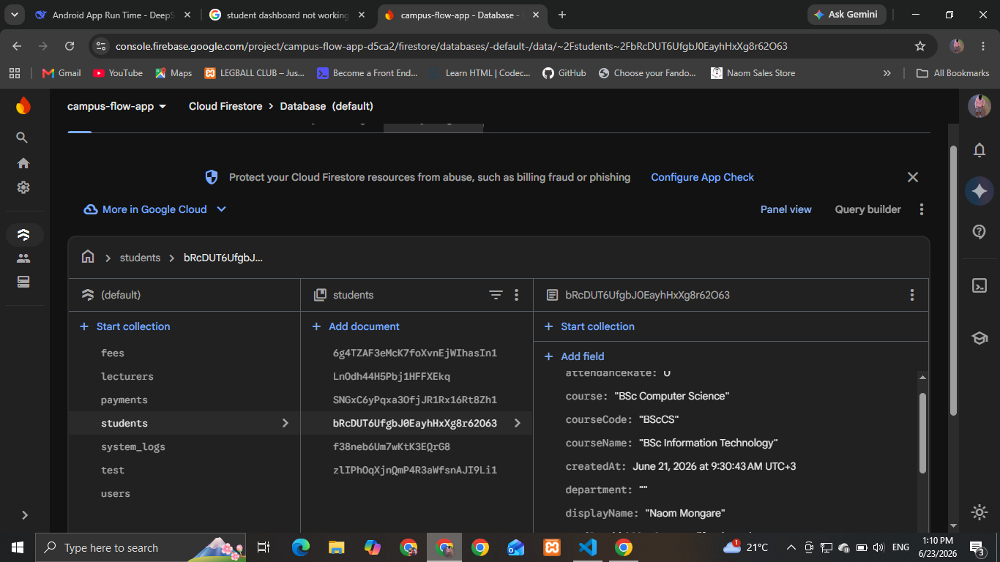 Android App Run Time - DeepS
student dashboard not working
campus-flow-app - Database -
Ask Gemini
console.firebase.google.com/project/campus-flow-app-d5ca2/firestore/databases/-default-/data/~2Fstudents~2FbRcDUT6UfgbJ0EayhHxXg8r62O63
Gmail
YouTube
Maps
LEGBALL CLUB – Jus...
Become a Front End...
Learn HTML | Codec...
GitHub
Choose your Fando...
Naom Sales Store
All Bookmarks
campus-flow-app
Cloud Firestore > Database (default)
Protect your Cloud Firestore resources from abuse, such as billing fraud or phishing
Configure App Check
More in Google Cloud
Panel view
Query builder
students > bRcDUT6UfgbJ...
(default)
students
bRcDUT6UfgbJ0EayhHxXg8r62O63
+ Start collection
+ Add document
+ Start collection
fees
lecturers
payments
students
system_logs
test
users
6g4TZAF3eMcK7foXvnEjWIhasIn1
LnOdh44H5Pbj1HFFXEkq
SNGxC6yPqxa3OfjJR1Rx16Rt8Zh1
bRcDUT6UfgbJ0EayhHxXg8r62O63
f38neb6Um7wKtK3EQrG8
zlIPhOqXjnQmP4R3aWfsnAJI9Li1
+ Add field
attendanceRate: 0
course: "BSc Computer Science"
courseCode: "BScCS"
courseName: "BSc Information Technology"
createdAt: June 21, 2026 at 9:30:43 AM UTC+3
department: ""
displayName: "Naom Mongare"
Type here to search
1
21°C
ENG
1:10 PM
6/23/2026
3